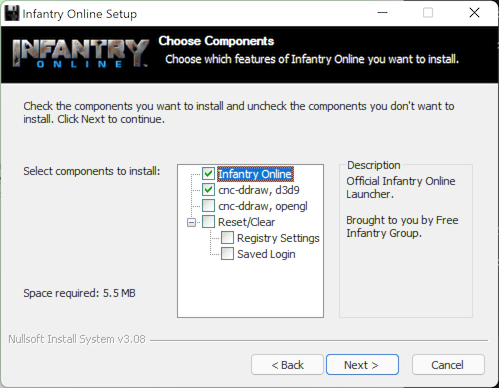 Infantry Online Setup
INFANTRY
ONLINE
Choose Components
Choose which features of Infantry Online you want to install.
Check the components you want to install and uncheck the components you don't want to
install. Click Next to continue.
Select components to install:
Infantry Online
cnc-ddraw, d3d9
cnc-ddraw, opengl
Reset/Clear
Registry Settings
Saved Login
Description
Official Infantry Online
Launcher.
Brought to you by Free
Infantry Group.
Space required: 5.5 MB
Nullsoft Install System v3.08
< Back
Next >
Cancel